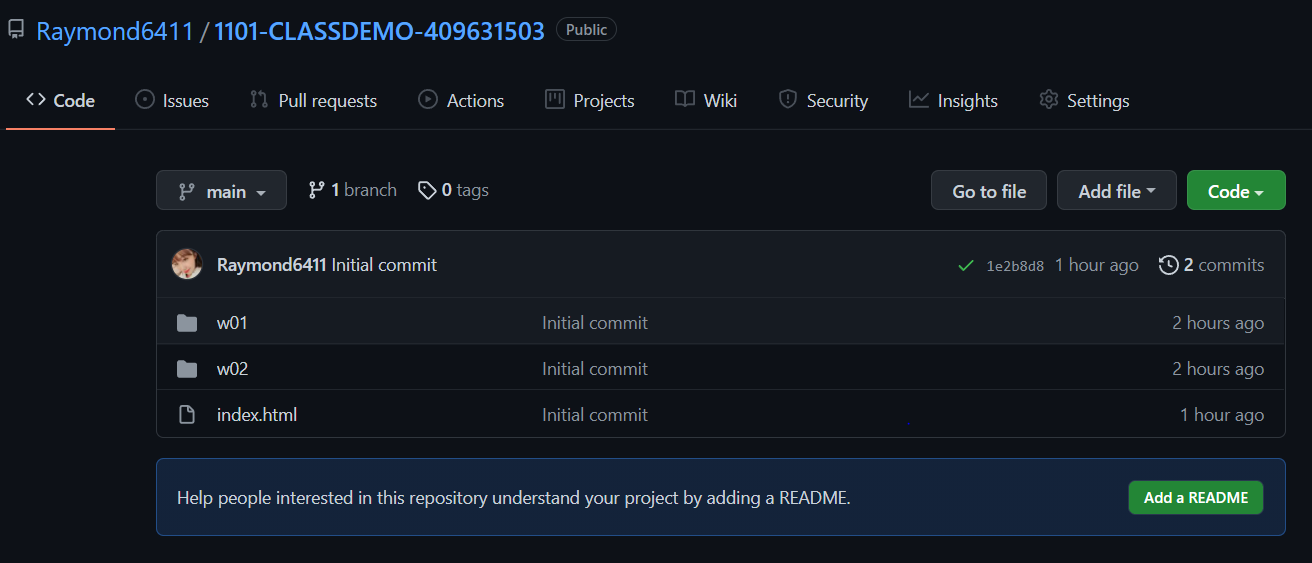 Raymond6411 / 1101-CLASSDEMO-409631503 Public
Code Issues Pull requests Actions Projects Wiki Security Insights Settings
main 1 branch 0 tags Go to file Add file Code
Raymond6411 Initial commit 1e2b8d8 1 hour ago 2 commits
w01 Initial commit 2 hours ago
w02 Initial commit 2 hours ago
index.html Initial commit 1 hour ago
Help people interested in this repository understand your project by adding a README. Add a README